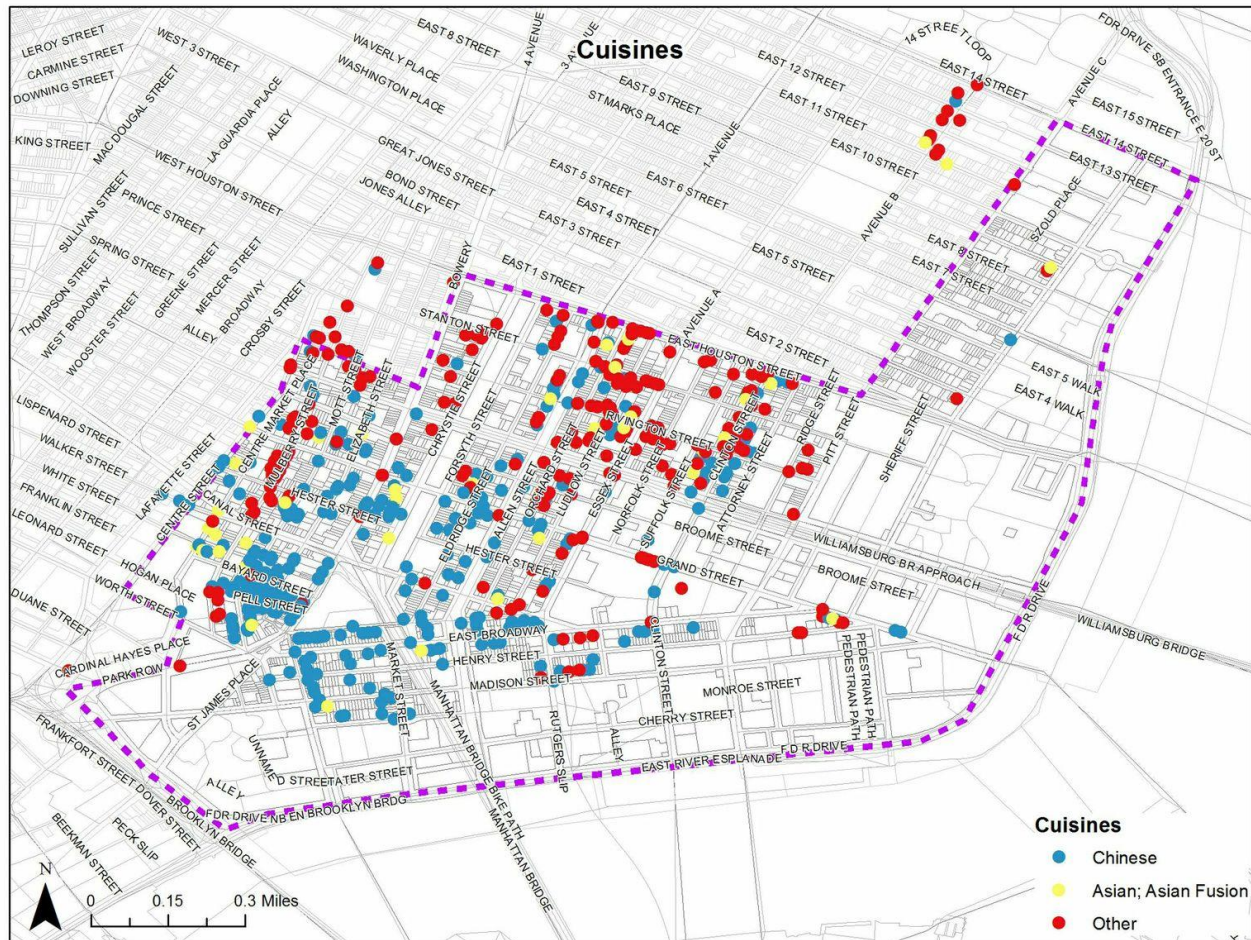 Cuisines
LEROY STREET
CARMINE STREET
DOWNING STREET
WEST 3 STREET
WAVERLY PLACE
WASHINGTON PLACE
EAST 8 STREET
4 AVENUE
3 AVENUE
14 STREET LOOP
FDR DRIVE SB ENTRANCE E 20 ST
AVENUE C
EAST 14 STREET
EAST 15 STREET
EAST 14 STREET
EAST 13 STREET
EAST 12 STREET
EAST 11 STREET
EAST 10 STREET
EAST 9 STREET
ST MARKS PLACE
1 AVENUE
KING STREET
MAC DOUGAL STREET
LA-GUARDIA PLACE
ALLEY
WEST HOUSTON STREET
GREAT JONES STREET
BOND STREET
JONES ALLEY
EAST 5 STREET
EAST 6 STREET
EAST 4 STREET
EAST 3 STREET
AVENUE B
SZOLD PLACE
EAST 8 STREET
EAST 7 STREET
SULLIVAN STREET
PRINCE STREET
SPRING STREET
THOMPSON STREET
WEST BROADWAY
WOOSTER STREET
GREENE STREET
MERCER STREET
ALLEY
BROADWAY
CROSBY STREET
BOWERY
EAST 1 STREET
EAST 5 STREET
STANTON STREET
AVENUE A
EAST 2 STREET
EAST HOUSTON STREET
EAST 5 WALK
EAST 4 WALK
LISPENARD STREET
WALKER STREET
WHITE STREET
FRANKLIN STREET
LEONARD STREET
LAFAYETTE STREET
CENTRE STREET
CENTRE MARKET PLACE
MULBERRY STREET
MOTT STREET
ELIZABETH STREET
CHRYSTIE STREET
FORSYTH STREET
ELDRIDGE STREET
ALLEN STREET
ORCHARD STREET
LUDLOW STREET
ESSEX STREET
NORFOLK STREET
SUFFOLK STREET
CLINTON STREET
ATTORNEY STREET
RIDGE STREET
PITT STREET
SHERIFF STREET
RIVINGTON STREET
CANAL STREET
HESTER STREET
HESTER STREET
BROOME STREET
GRAND STREET
BROOME STREET
WILLIAMSBURG BR APPROACH
WILLIAMSBURG BRIDGE
FD R DRIVE
HOGAN PLACE
WORTH STREET
DUANE STREET
BAYARD STREET
PELL STREET
CARDINAL HAYES PLACE
PARK ROW
ST JAMES PLACE
EAST BROADWAY
HENRY STREET
MADISON STREET
MARKET STREET
CLINTON STREET
MONROE STREET
CHERRY STREET
PEDESTRIAN PATH
PEDESTRIAN PATH
RUTGERS SLIP
ALLEY
F D R DRIVE
EAST RIVER ESPLANADE
FRANKFORT STREET
DOVER STREET
ALLEY
UNNAME
D STREET
ATER STREET
FDR DRIVE NB EN BROOKLYN BRDG
BROOKLYN BRIDGE
BEEKMAN STREET
PECK SLIP
MANHATTAN BRIDGE BIKE PATH
MANHATTAN BRIDGE
Cuisines
Chinese
Asian; Asian Fusion
Other
N
0 0.15 0.3 Miles